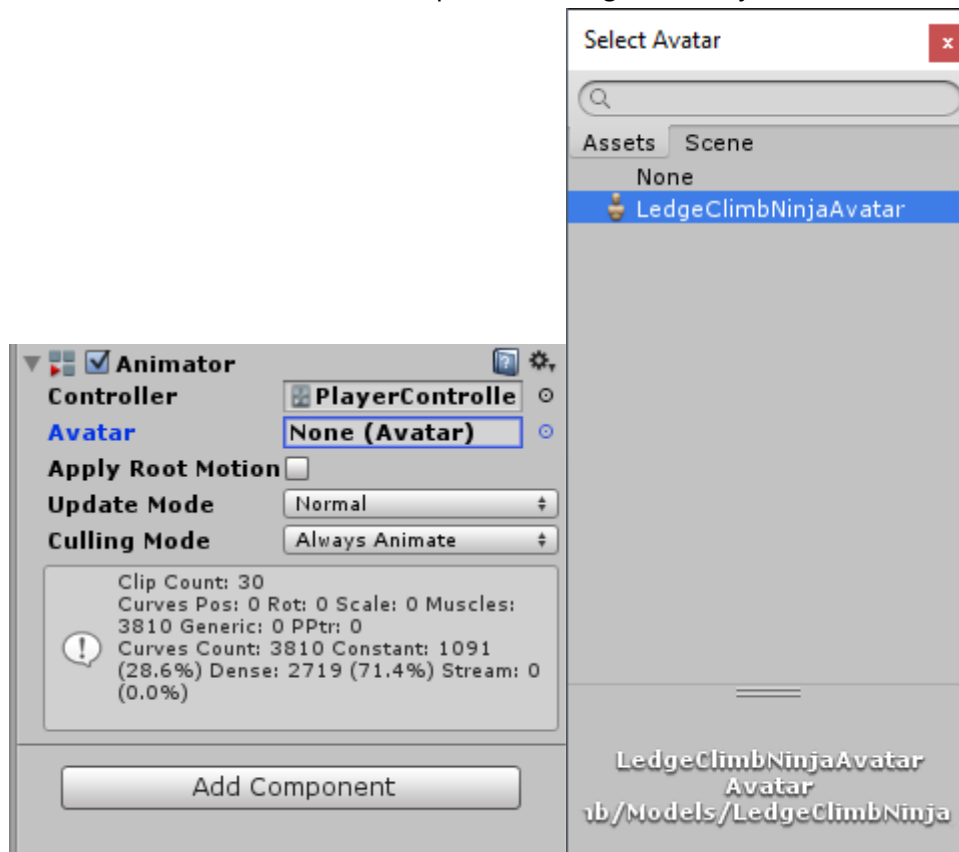 Select Avatar
Assets Scene
None
LedgeClimbNinjaAvatar
Animator
Controller PlayerControlle
Avatar None (Avatar)
Apply Root Motion
Update Mode Normal
Culling Mode Always Animate
Clip Count: 30
Curves Pos: 0 Rot: 0 Scale: 0 Muscles:
3810 Generic: 0 PPtr: 0
Curves Count: 3810 Constant: 1091
(28.6%) Dense: 2719 (71.4%) Stream: 0
(0.0%)
Add Component
LedgeClimbNinjaAvatar
Avatar
ıb/Models/LedgeClimbNinja